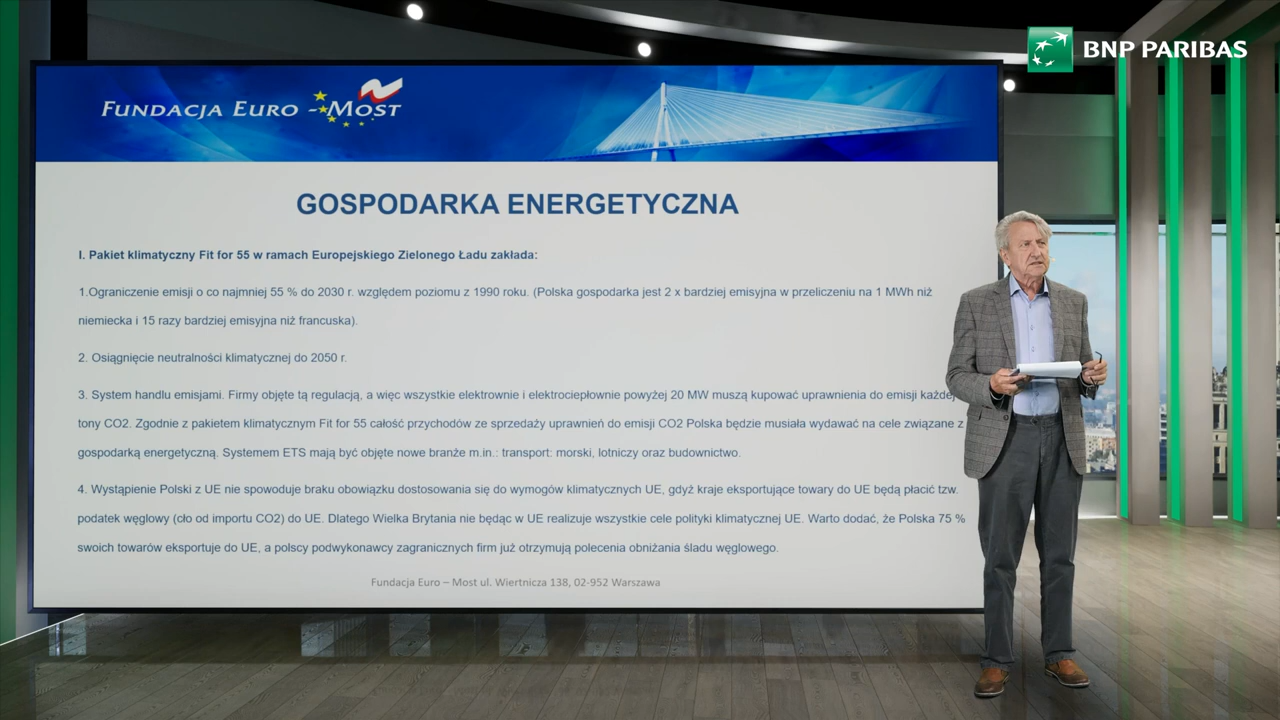 BNP PARIBAS
FUNDACJA EURO - MOST
GOSPODARKA ENERGETYCZNA
I. Pakiet klimatyczny Fit for 55 w ramach Europejskiego Zielonego Ładu zakłada:
1.Ograniczenie emisji o co najmniej 55 % do 2030 r. względem poziomu z 1990 roku. (Polska gospodarka jest 2 x bardziej emisyjna w przeliczeniu na 1 MWh niż
niemiecka i 15 razy bardziej emisyjna niż francuska).
2. Osiągnięcie neutralności klimatycznej do 2050 r.
3. System handlu emisjami. Firmy objęte tą regulacją, a więc wszystkie elektrownie i elektrociepłownie powyżej 20 MW muszą kupować uprawnienia do emisji każdej
tony CO2. Zgodnie z pakietem klimatycznym Fit for 55 całość przychodów ze sprzedaży uprawnień do emisji CO2 Polska będzie musiała wydawać na cele związane z
gospodarką energetyczną. Systemem ETS mają być objęte nowe branże m.in.: transport: morski, lotniczy oraz budownictwo.
4. Wystąpienie Polski z UE nie spowoduje braku obowiązku dostosowania się do wymogów klimatycznych UE, gdyż kraje eksportujące towary do UE będą płacić tzw.
podatek węglowy (cło od importu CO2) do UE. Dlatego Wielka Brytania nie będąc w UE realizuje wszystkie cele polityki klimatycznej UE. Warto dodać, że Polska 75 %
swoich towarów eksportuje do UE, a polscy podwykonawcy zagranicznych firm już otrzymują polecenia obniżania śladu węglowego.
Fundacja Euro – Most ul. Wiertnicza 138, 02-952 Warszawa